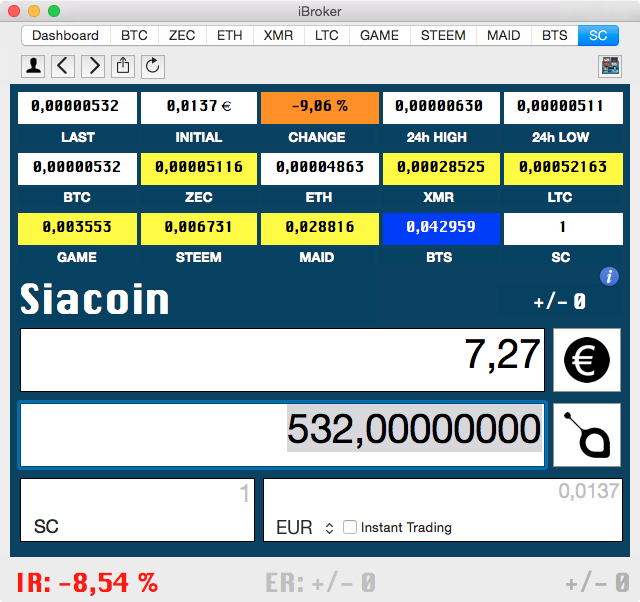 iBroker
Dashboard BTC ZEC ETH XMR LTC GAME STEEM MAID BTS SC
0,00000532 0,0137 € -9,06 % 0,00000630 0,00000511
LAST INITIAL CHANGE 24h HIGH 24h LOW
0,00000532 0,00005116 0,00004863 0,00028525 0,00052163
BTC ZEC ETH XMR LTC
0,003553 0,006731 0,028816 0,042959 1
GAME STEEM MAID BTS SC
i
Siacoin +/- 0
7,27 €
532,00000000
1 0,0137
SC EUR Instant Trading
IR: -8,54 % ER: +/- 0 +/- 0